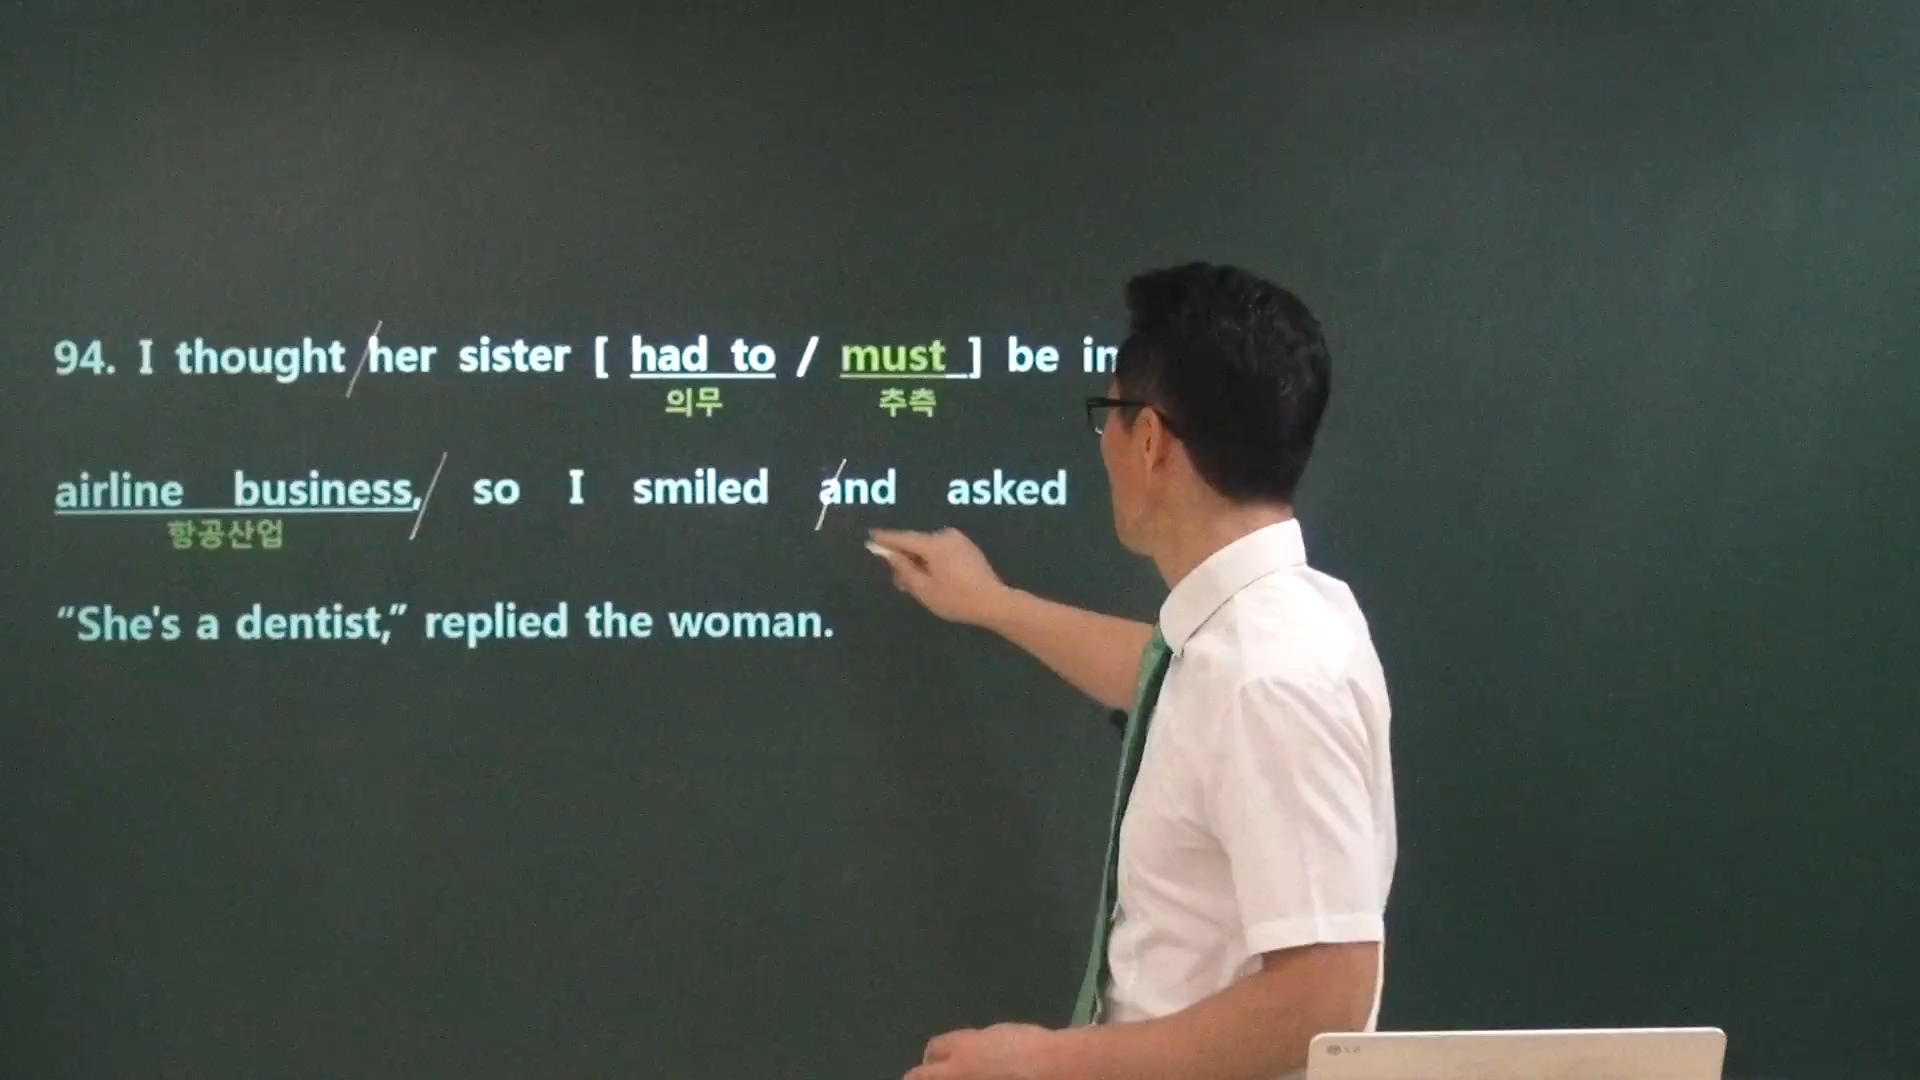 94. I thought her sister [ had to / must ] be in
의무 추측
airline business, so I smiled and asked
항공산업
“She's a dentist,” replied the woman.
LG